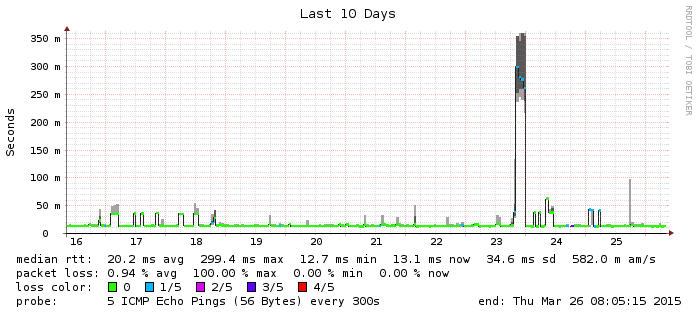 Last 10 Days
RRDTOOL / TOBI OETIKER
Seconds
350 m
300 m
250 m
200 m
150 m
100 m
50 m
0
16 17 18 19 20 21 22 23 24 25
median rtt: 20.2 ms avg 299.4 ms max 12.7 ms min 13.1 ms now 34.6 ms sd 582.0 m am/s
packet loss: 0.94 % avg 100.00 % max 0.00 % min 0.00 % now
loss color: 0 1/5 2/5 3/5 4/5
probe: 5 ICMP Echo Pings (56 Bytes) every 300s end: Thu Mar 26 08:05:15 2015